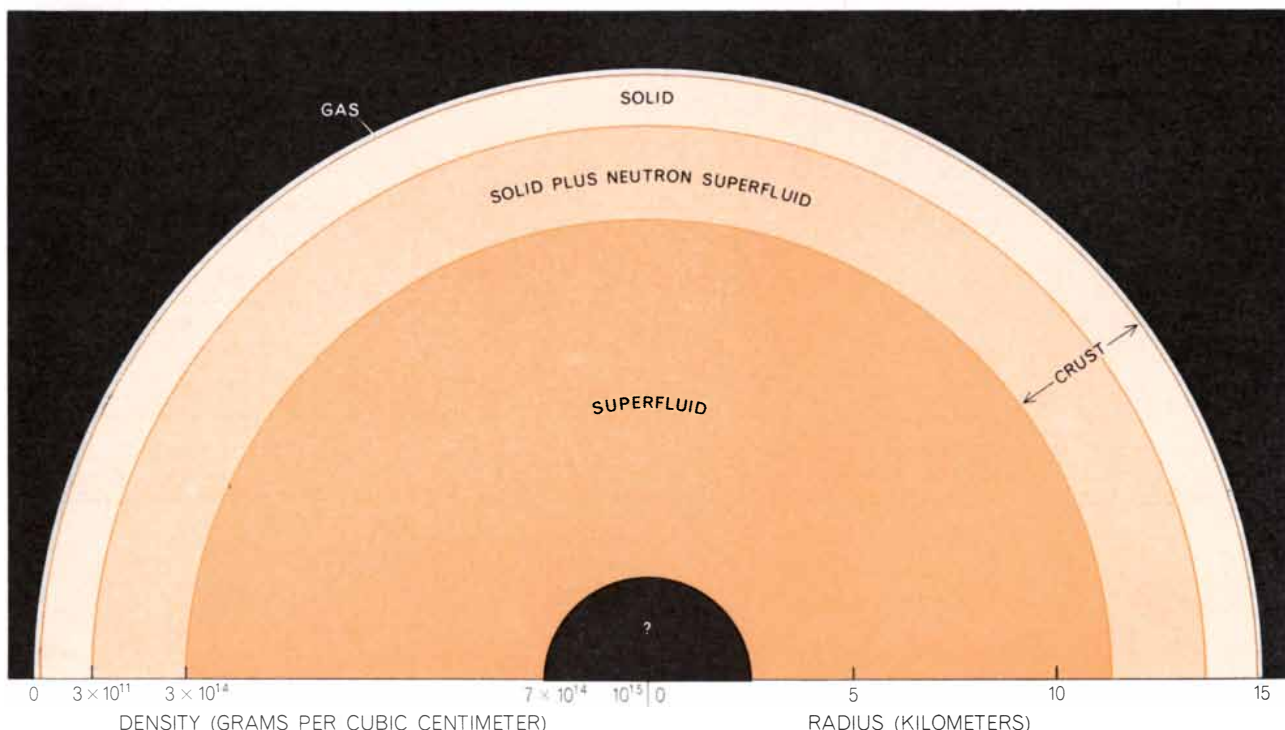 GAS
SOLID
SOLID PLUS NEUTRON SUPERFLUID
CRUST
SUPERFLUID
?
0 3 × 10¹¹ 3 × 10¹⁴ 7 × 10¹⁴ 10¹⁵ 0 5 10 15
DENSITY (GRAMS PER CUBIC CENTIMETER) RADIUS (KILOMETERS)